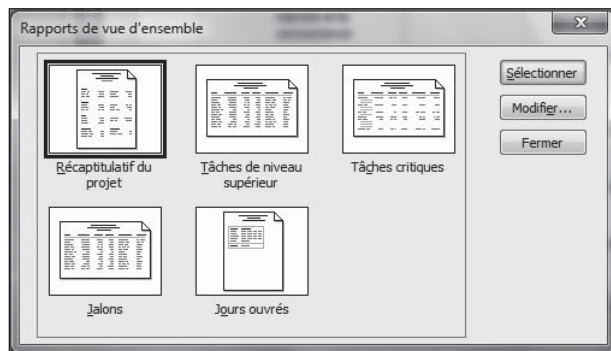 Rapports de vue d'ensemble
Sélectionner
Modifier...
Fermer
Récaptitulatif du
projet
Tâches de niveau
supérieur
Tâches critiques
Jalons
Jours ouvrés